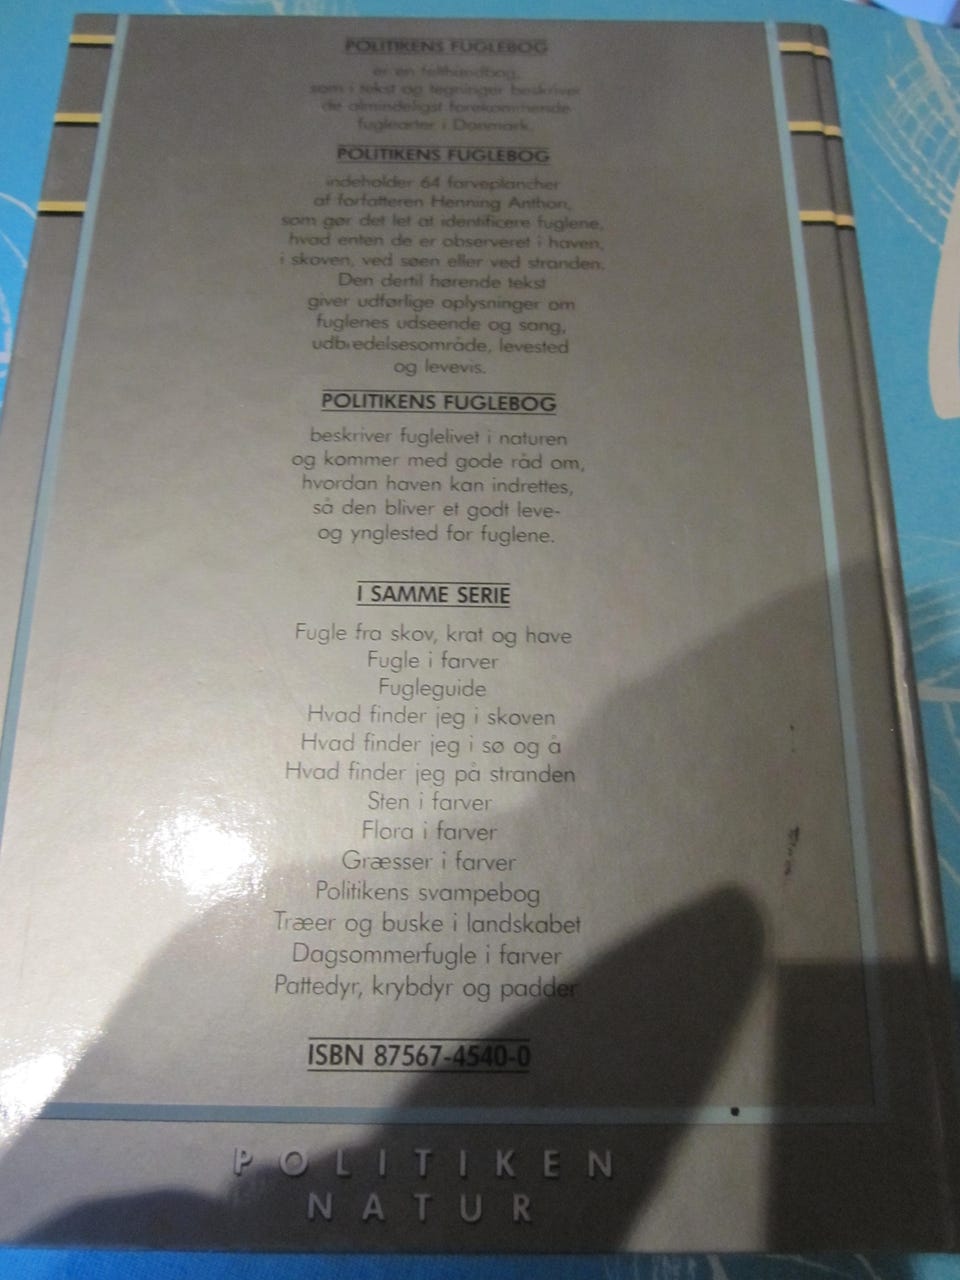 POLITIKENS FUGLEBOG
er en felthåndbog,
som i tekst og tegninger beskriver
de almindeligst forekommende
fuglearter i Danmark.
POLITIKENS FUGLEBOG
indeholder 64 farveplancher
af forfatteren Henning Anthon,
som gør det let at identificere fuglene,
hvad enten de er observeret i haven,
i skoven, ved søen eller ved stranden.
Den dertil hørende tekst
giver udførlige oplysninger om
fuglenes udseende og sang,
udbredelsesområde, levested
og levevis.
POLITIKENS FUGLEBOG
beskriver fuglelivet i naturen
og kommer med gode råd om,
hvordan haven kan indrettes,
så den bliver et godt leve-
og ynglested for fuglene.
I SAMME SERIE
Fugle fra skov, krat og have
Fugle i farver
Fugleguide
Hvad finder jeg i skoven
Hvad finder jeg i sø og å
Hvad finder jeg på stranden
Sten i farver
Flora i farver
Græsser i farver
Politikens svampebog
Træer og buske i landskabet
Dagsommerfugle i farver
Pattedyr, krybdyr og padder
ISBN 87567-4540-0
POLITIKEN
NATUR